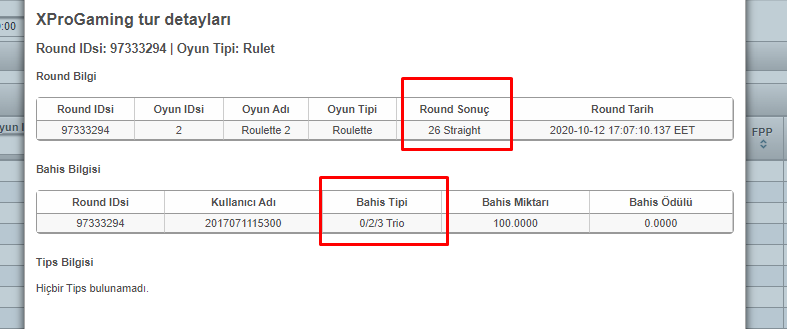 XProGaming tur detayları
:00
Round IDsi: 97333294 | Oyun Tipi: Rulet
Round Bilgi
Round IDsi Oyun IDsi Oyun Adı Oyun Tipi Round Sonuç Round Tarih
97333294 2 Roulette 2 Roulette 26 Straight 2020-10-12 17:07:10.137 EET
FPP
Bahis Bilgisi
Round IDsi Kullanıcı Adı Bahis Tipi Bahis Miktarı Bahis Ödülü
97333294 2017071115300 0/2/3 Trio 100.0000 0.0000
Tips Bilgisi
Hiçbir Tips bulunamadı.